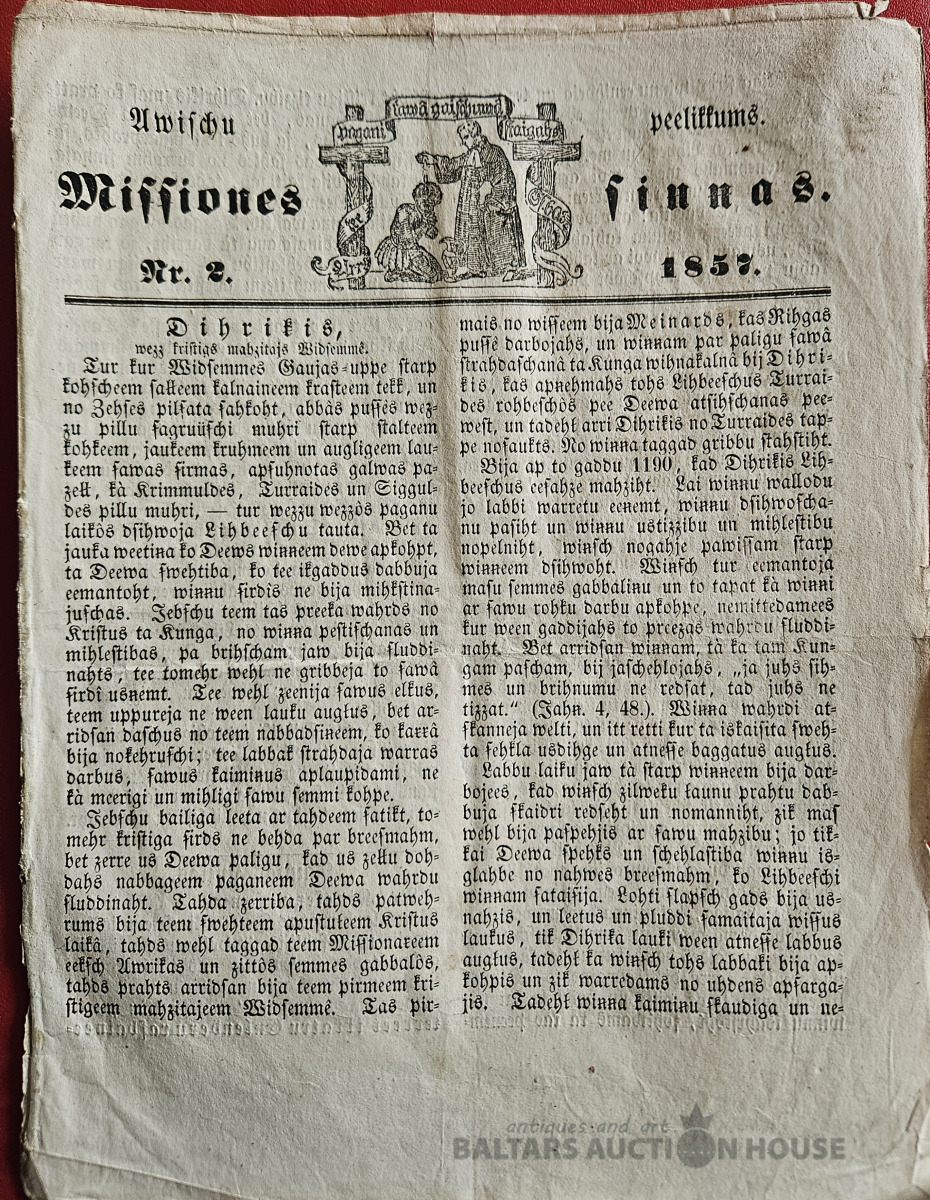 Awischu
peelikkums.
pagani
tawâ gaischumâ
staigahs
Missiones
sinnas.
Nr. 2.
1857.
Dihrikis,
wezz kristigs mahzitajs Widsemmê.
Tur kur Widsemmes Gaujas-uppe starp
kohscheem salleem kalnaineem krasteem tekk, un
no Zehses pilsata sahkoht, abbâs pussês wez-
zu pillu sagruüschi muhri starp stalteem
kohkeem, jaukeem kruhmeem un augligeem lau-
keem sawas sirmas, apsuhnotas galwas pa-
zell, kà Krimmuldes, Turraides un Siggul-
des pillu muhri, — tur wezzu wezzôs paganu
laikôs dsihwoja Lihbeeschu tauta. Bet ta
jauka weetina ko Deews winneem dewe apkohpt,
ta Deewa swehtiba, ko tee ikgaddus dabbuja
eemantoht, winnu sirdis ne bija mihkstina-
juschas. Jebschu teem tas preeka wahrds no
Kristus ta Kunga, no winna pestischanas un
mihlestibas, pa brihscham jaw bija sluddi-
nahts, tee tomehr wehl ne gribbeja to sawâ
sirdi usnemt. Tee wehl zeenija sawus elkus,
teem uppureja ne ween lauku auglus, bet ar-
ridsan daschus no teem nabbadsineem, ko karrâ
bija nokehruschi; tee labbak strahdaja warras
darbus, sawus kaiminus aplaupidami, ne
kà meerigi un mihligi sawu semmi kohpe.
Jebschu bailiga leeta ar tahdeem satikt, to-
mehr kristiga sirds ne behda par breesmahm,
bet zerre us Deewa paligu, kad us zellu doh-
dahs nabbageem paganeem Deewa wahrdu
sluddinaht. Tahda zerriba, tahds patweh-
rums bija teem swehteem apustuleem Kristus
laikâ, tahds wehl taggad teem Missionareem
eeksch Awrikas un zittôs semmes gabbalôs,
tahds prahts arridsan bija teem pirmeem kri-
stigeem mahzitajeem Widsemmê. Tas pir-
mais no wisseem bija Meinards, kas Rihgas
pussê darbojahs, un winnam par paligu sawâ
strahdaschanâ ta Kunga wihnakalnâ bij Dihri-
kis, kas apnehmahs tohs Lihbeeschus Turrai-
des rohbeschôs pee Deewa atsihschanas pee-
west, un tadehl arri Dihrikis no Turraides tap-
pe nosaukts. No winna taggad gribbu stahstiht.
Bija ap to gaddu 1190, kad Dihrikis Lih-
beeschus eesahze mahziht. Lai winnu wallodu
jo labbi warretu eenemt, winnu dsihwoscha-
nu pasiht un winnu ustizzibu un mihlestibu
nopelniht, winsch nogahje pawissam starp
winneem dsihwoht. Winsch tur eemantoja
masu semmes gabbalinu un to tapat kà winni
ar sawu rohku darbu apkohpe, nemittedamees
kur ween gaddijahs to preezas wahrdu sluddi-
naht. Bet arridsan winnam, tà ka tam Kun-
gam pascham, bij jaschehlojahs, „ja juhs sih-
mes un brihnumu ne redsat, tad juhs ne
tizzat.“ (Jahn. 4, 48.). Winna wahrdi at-
skanneja welti, un itt retti kur ta iskaisita sweh-
ta sehkla usdihge un atnesse baggatus auglus.
Labbu laiku jaw tà starp winneem bija dar-
bojees, kad winsch zilweku launu prahtu dab-
buja skaidri redseht un nomanniht, zik mas
wehl bija paspehjis ar sawu mahzibu; jo tik-
kai Deewa spehks un schehlastiba winnu is-
glahbe no nahwes breesmahm, ko Lihbeeschi
winnam sataisija. Lohti slapsch gads bija us-
nahzis, un leetus un pluddi samaitaja wissus
laukus, tik Dihrika lauki ween atnesse labbus
auglus, tadehl ka winsch tohs labbaki bija ap-
kohpis un zik warredams no uhdens apsarga-
jis. Tadehl winna kaiminu skaudiga un ne-
antiques and art
BALTARS AUCTION HOUSE